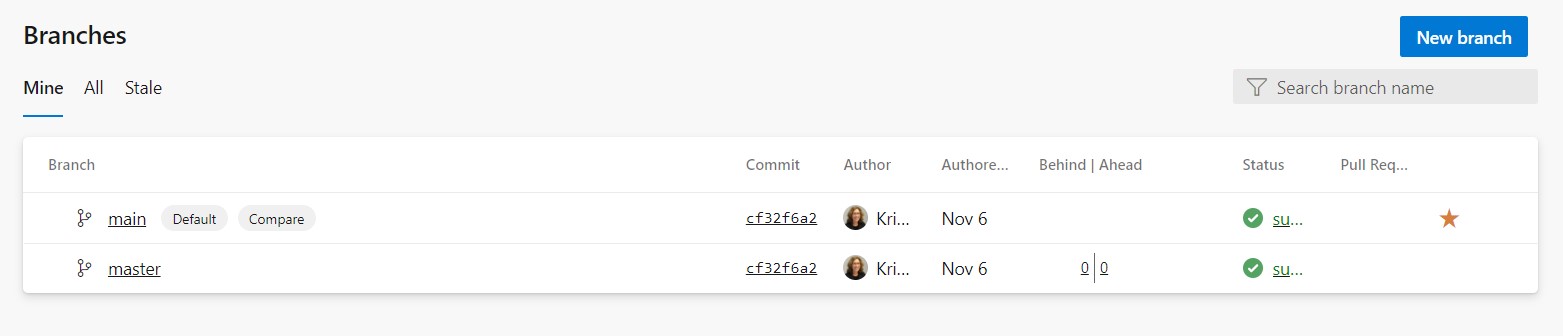 Branches
New branch
Mine All Stale
Search branch name
Branch Commit Author Authore... Behind | Ahead Status Pull Req...
main Default Compare cf32f6a2 Kri... Nov 6 su...
master cf32f6a2 Kri... Nov 6 0 0 su...